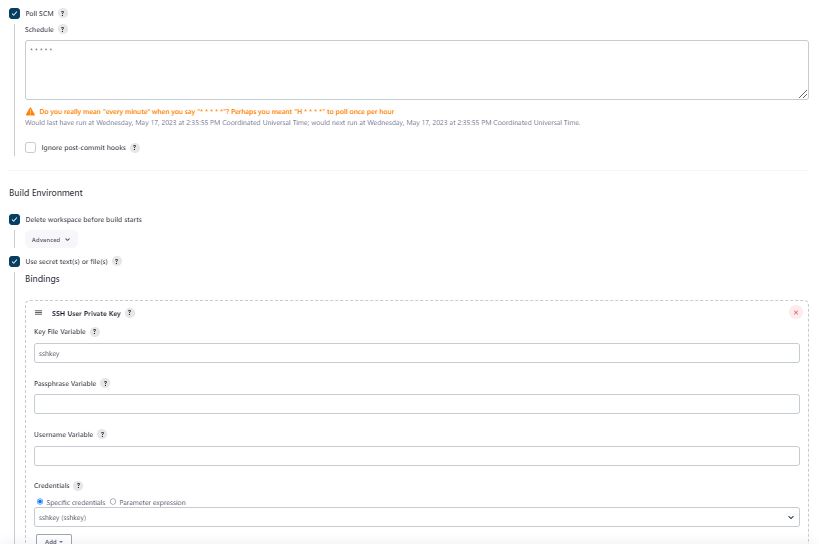 Poll SCM ?
Schedule ?
* * * * *
Do you really mean "every minute" when you say "* * * * *"? Perhaps you meant "H * * * *" to poll once per hour
Would last have run at Wednesday, May 17, 2023 at 2:35:55 PM Coordinated Universal Time; would next run at Wednesday, May 17, 2023 at 2:35:55 PM Coordinated Universal Time.
Ignore post-commit hooks ?
Build Environment
Delete workspace before build starts
Advanced
Use secret text(s) or file(s) ?
Bindings
SSH User Private Key ?
Key File Variable ?
sshkey
Passphrase Variable ?
Username Variable ?
Credentials ?
Specific credentials Parameter expression
sshkey (sshkey)
Add